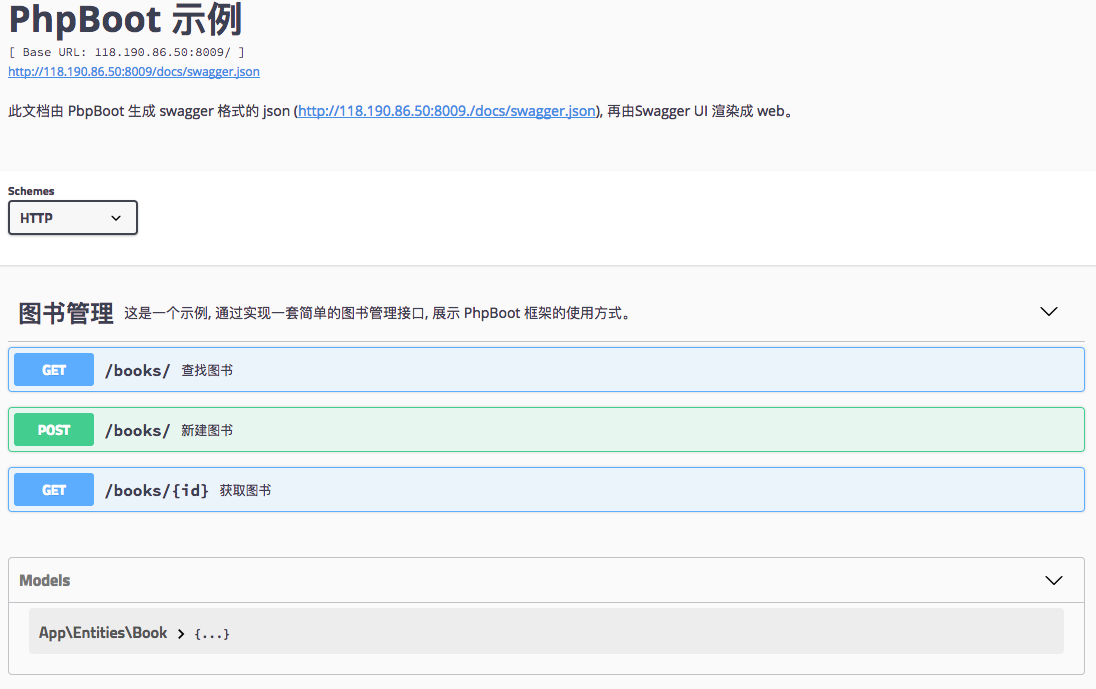 PhpBoot 示例
[ Base URL: 118.190.86.50:8009/ ]
http://118.190.86.50:8009/docs/swagger.json
此文档由 PbpBoot 生成 swagger 格式的 json (http://118.190.86.50:8009./docs/swagger.json), 再由Swagger UI 渲染成 web。
Schemes
HTTP
图书管理 这是一个示例, 通过实现一套简单的图书管理接口, 展示 PhpBoot 框架的使用方式。
GET /books/ 查找图书
POST /books/ 新建图书
GET /books/{id} 获取图书
Models
App\Entities\Book > {...}